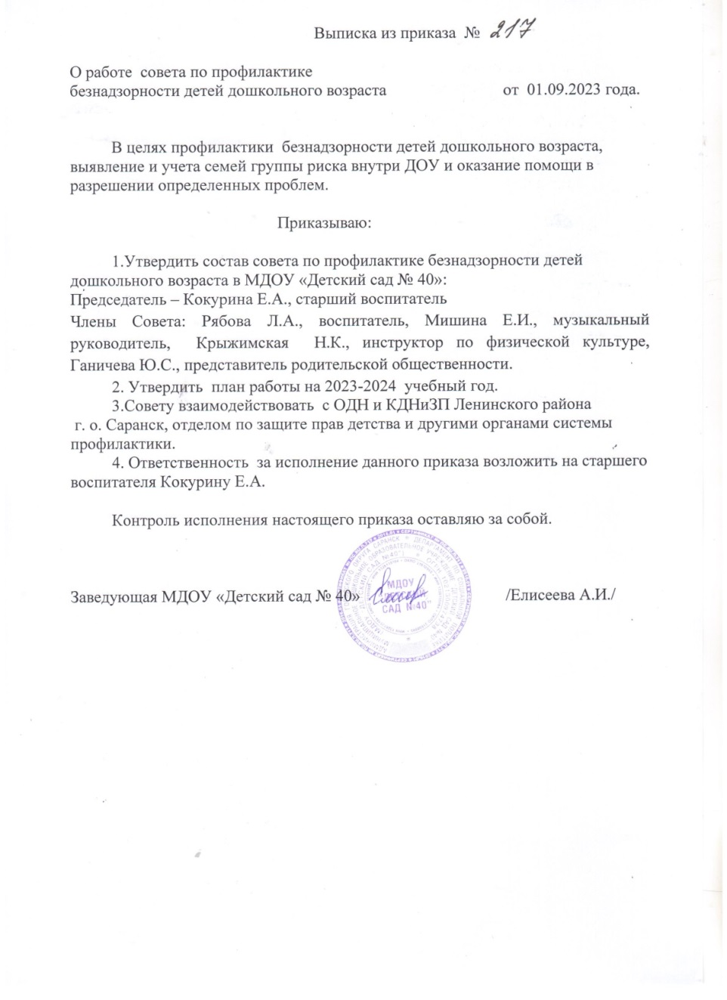 Выписка из приказа № 217
О работе совета по профилактике
безнадзорности детей дошкольного возраста от 01.09.2023 года.
В целях профилактики безнадзорности детей дошкольного возраста,
выявление и учета семей группы риска внутри ДОУ и оказание помощи в
разрешении определенных проблем.
Приказываю:
1.Утвердить состав совета по профилактике безнадзорности детей
дошкольного возраста в МДОУ «Детский сад № 40»:
Председатель – Кокурина Е.А., старший воспитатель
Члены Совета: Рябова Л.А., воспитатель, Мишина Е.И., музыкальный
руководитель, Крыжимская Н.К., инструктор по физической культуре,
Ганичева Ю.С., представитель родительской общественности.
2. Утвердить план работы на 2023-2024 учебный год.
3.Совету взаимодействовать с ОДН и КДНиЗП Ленинского района
г. о. Саранск, отделом по защите прав детства и другими органами системы
профилактики.
4. Ответственность за исполнение данного приказа возложить на старшего
воспитателя Кокурину Е.А.
Контроль исполнения настоящего приказа оставляю за собой.
Заведующая МДОУ «Детский сад № 40» /Елисеева А.И./
МДОУ
САД №40"